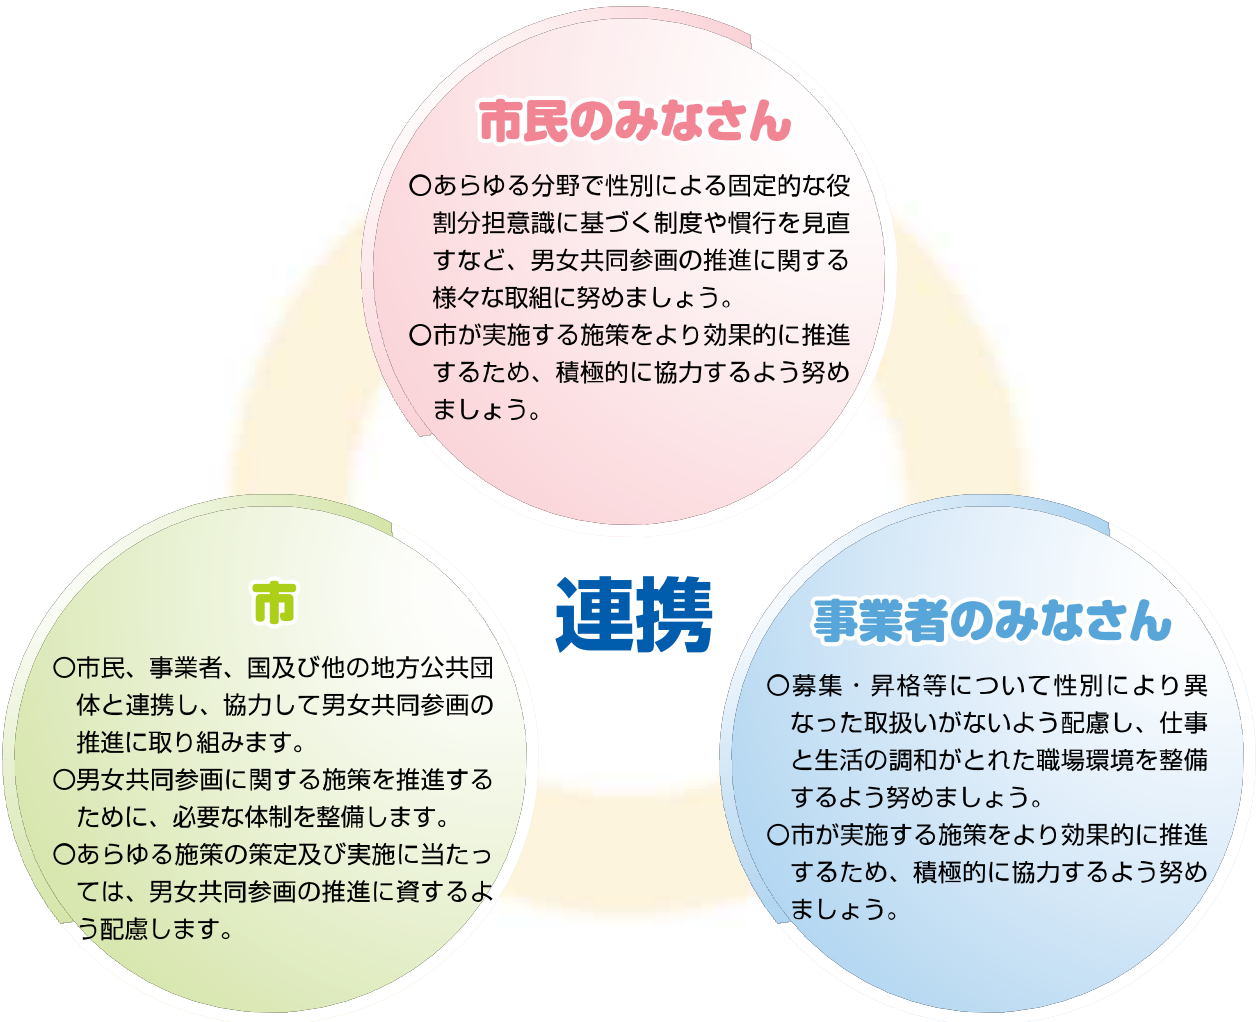 市民のみなさん
〇あらゆる分野で性別による固定的な役
割分担意識に基づく制度や慣行を見直
すなど、男女共同参画の推進に関する
様々な取組に努めましょう。
〇市が実施する施策をより効果的に推進
するため、積極的に協力するよう努め
ましょう。
連携
市
〇市民、事業者、国及び他の地方公共団
体と連携し、協力して男女共同参画の
推進に取り組みます。
〇男女共同参画に関する施策を推進する
ために、必要な体制を整備します。
〇あらゆる施策の策定及び実施に当たっ
ては、男女共同参画の推進に資するよ
う配慮します。
事業者のみなさん
〇募集・昇格等について性別により異
なった取扱いがないよう配慮し、仕事
と生活の調和がとれた職場環境を整備
するよう努めましょう。
〇市が実施する施策をより効果的に推進
するため、積極的に協力するよう努め
ましょう。